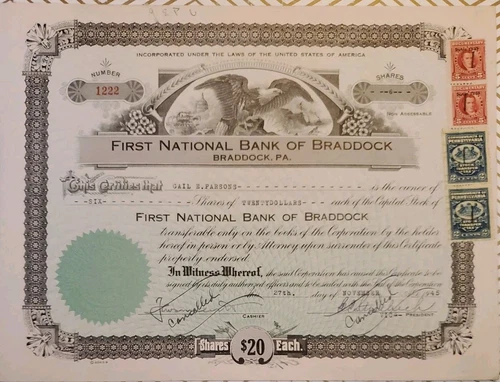 INCORPORATED UNDER THE LAWS OF THE UNITED STATES OF AMERICA
NUMBER
1222
SHARES
--6--
NON ASSESSABLE
FIRST NATIONAL BANK OF BRADDOCK
BRADDOCK, PA.
This Certifies that GAIL E. PARSONS is the owner of
SIX Shares of TWENTY DOLLARS each of the Capital Stock of
FIRST NATIONAL BANK OF BRADDOCK
transferable only on the books of the Corporation by the holder
hereof in person or by Attorney upon surrender of this Certificate
properly endorsed.
In Witness Whereof, the said Corporation has caused this Certificate to be
signed by its duly authorized officers and to be sealed with the Seal of the Corporation
this 27th. day of NOVEMBER 1945
Cancelled
Cancelled
CASHIER
VICE- PRESIDENT
Shares $20 Each.